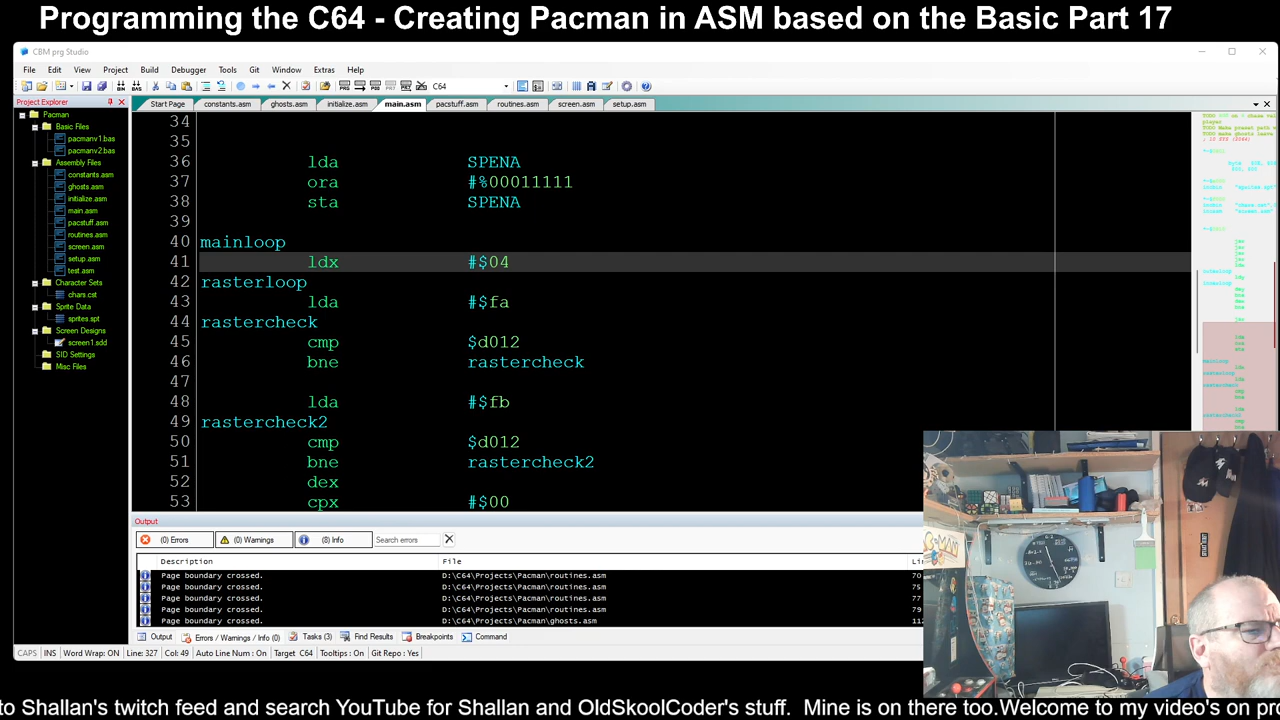 Programming the C64 - Creating Pacman in ASM based on the Basic Part 17
CBM prg Studio
File Edit View Project Build Debugger Tools Git Window Extras Help
C64
Project Explorer
Start Page constants.asm ghosts.asm initialize.asm main.asm pacstuff.asm routines.asm screen.asm setup.asm
Pacman
Basic Files
pacmanv1.bas
pacmanv2.bas
Assembly Files
constants.asm
ghosts.asm
initialize.asm
main.asm
pacstuff.asm
routines.asm
screen.asm
setup.asm
test.asm
Character Sets
chars.cst
Sprite Data
sprites.spt
Screen Designs
screen1.sdd
SID Settings
Misc Files
34
35
36 lda SPENA
37 ora #%00011111
38 sta SPENA
39
40 mainloop
41 ldx #$04
42 rasterloop
43 lda #$fa
44 rastercheck
45 cmp $d012
46 bne rastercheck
47
48 lda #$fb
49 rastercheck2
50 cmp $d012
51 bne rastercheck2
52 dex
53 cpx #$00
Output
(0) Errors (0) Warnings (8) Info Search errors
Description File
Page boundary crossed. D:\C64\Projects\Pacman\routines.asm 70
Page boundary crossed. D:\C64\Projects\Pacman\routines.asm 75
Page boundary crossed. D:\C64\Projects\Pacman\routines.asm 77
Page boundary crossed. D:\C64\Projects\Pacman\routines.asm 79
Page boundary crossed. D:\C64\Projects\Pacman\ghosts.asm
Output Errors / Warnings / Info (0) Tasks (3) Find Results Breakpoints Command
CAPS INS Word Wrap: ON Line: 327 Col: 49 Auto Line Num : On Target C64 Tooltips : On Git Repo : Yes
to Shallan's twitch feed and search YouTube for Shallan and OldSkoolCoder's stuff. Mine is on there too.Welcome to my video's on pro